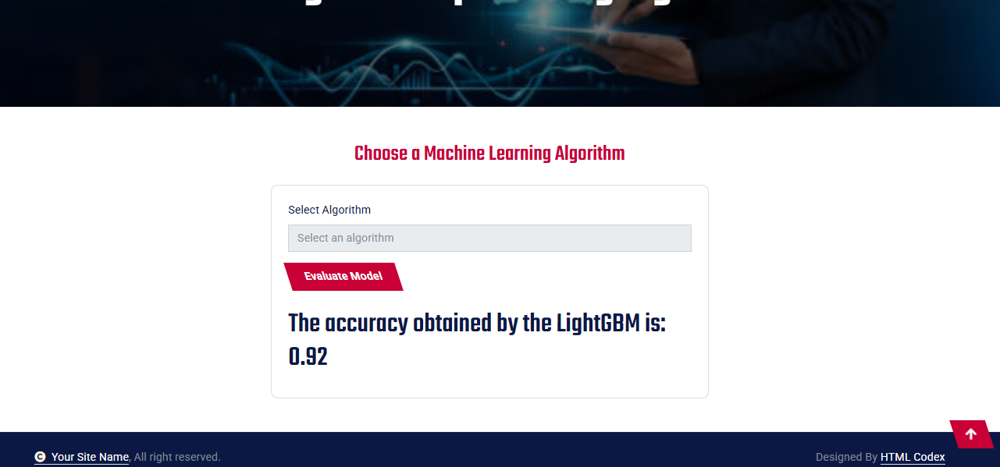 Choose a Machine Learning Algorithm
Select Algorithm
Select an algorithm
Evaluate Model
The accuracy obtained by the LightGBM is:
0.92
© Your Site Name, All right reserved.
Designed By HTML Codex